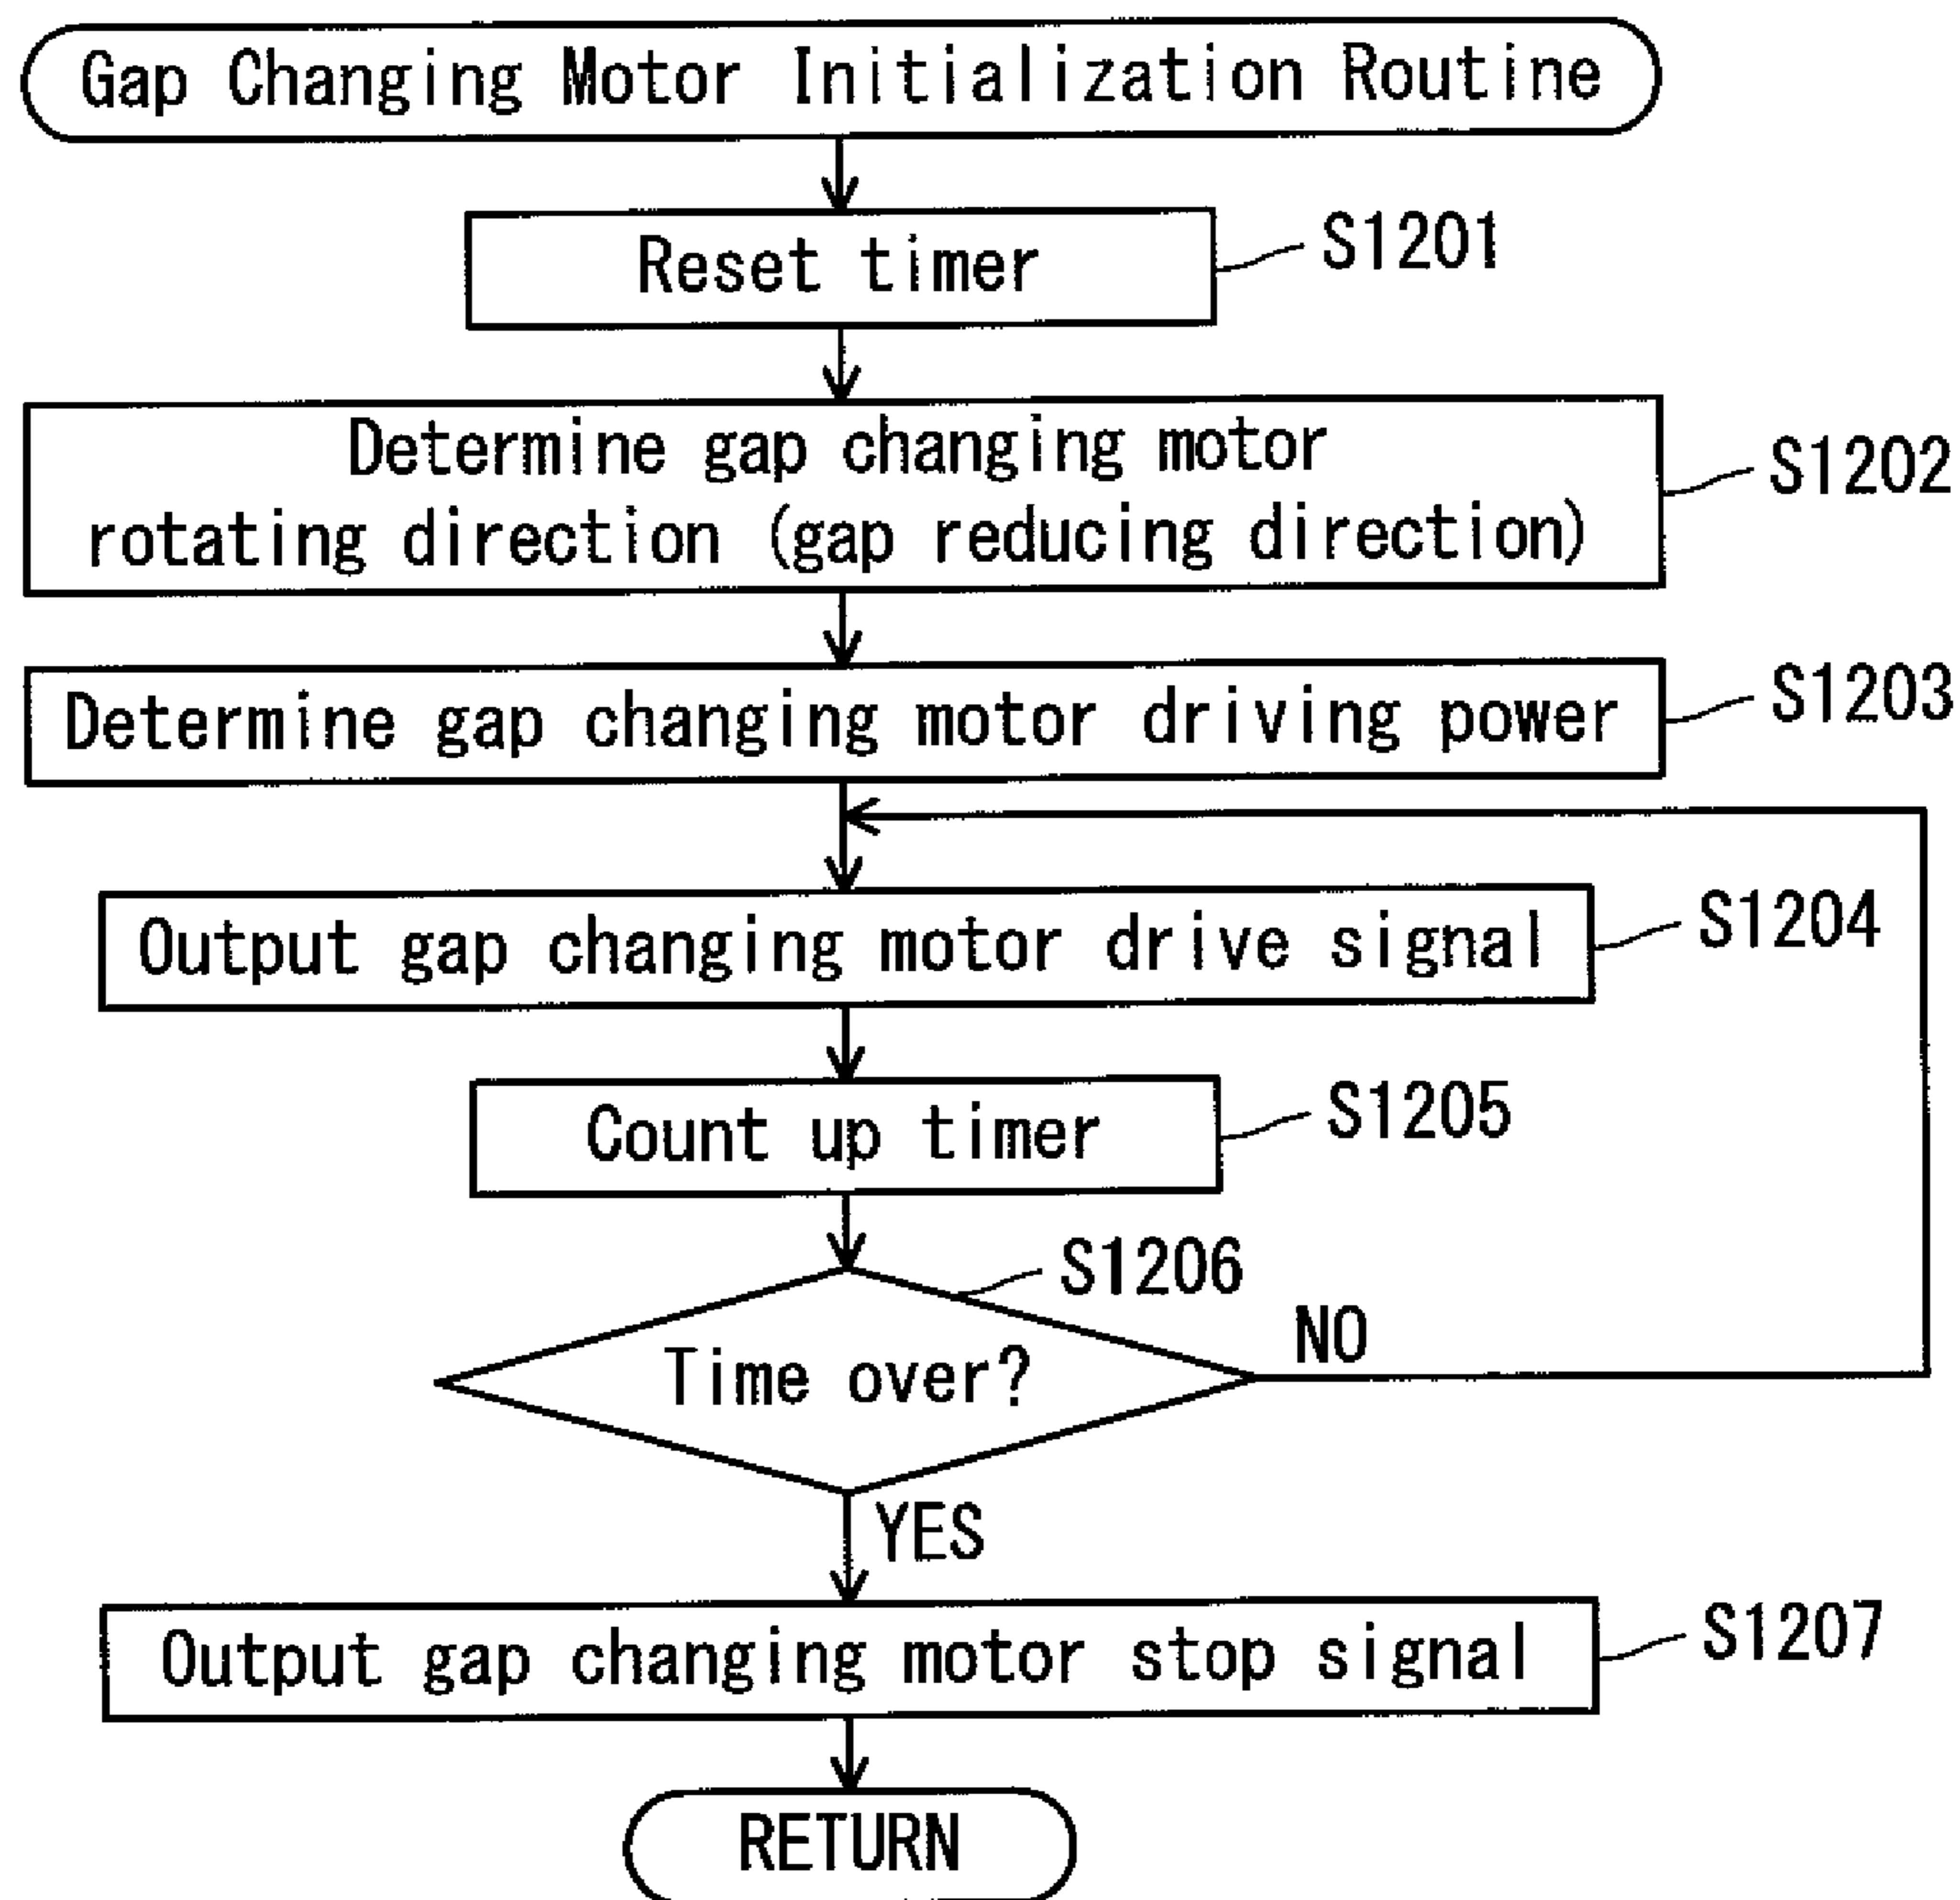 Gap Changing Motor Initialization Routine
Reset timer
S1201
Determine gap changing motor
rotating direction (gap reducing direction)
S1202
Determine gap changing motor driving power
S1203
Output gap changing motor drive signal
S1204
Count up timer
S1205
S1206
Time over?
NO
YES
Output gap changing motor stop signal
S1207
RETURN